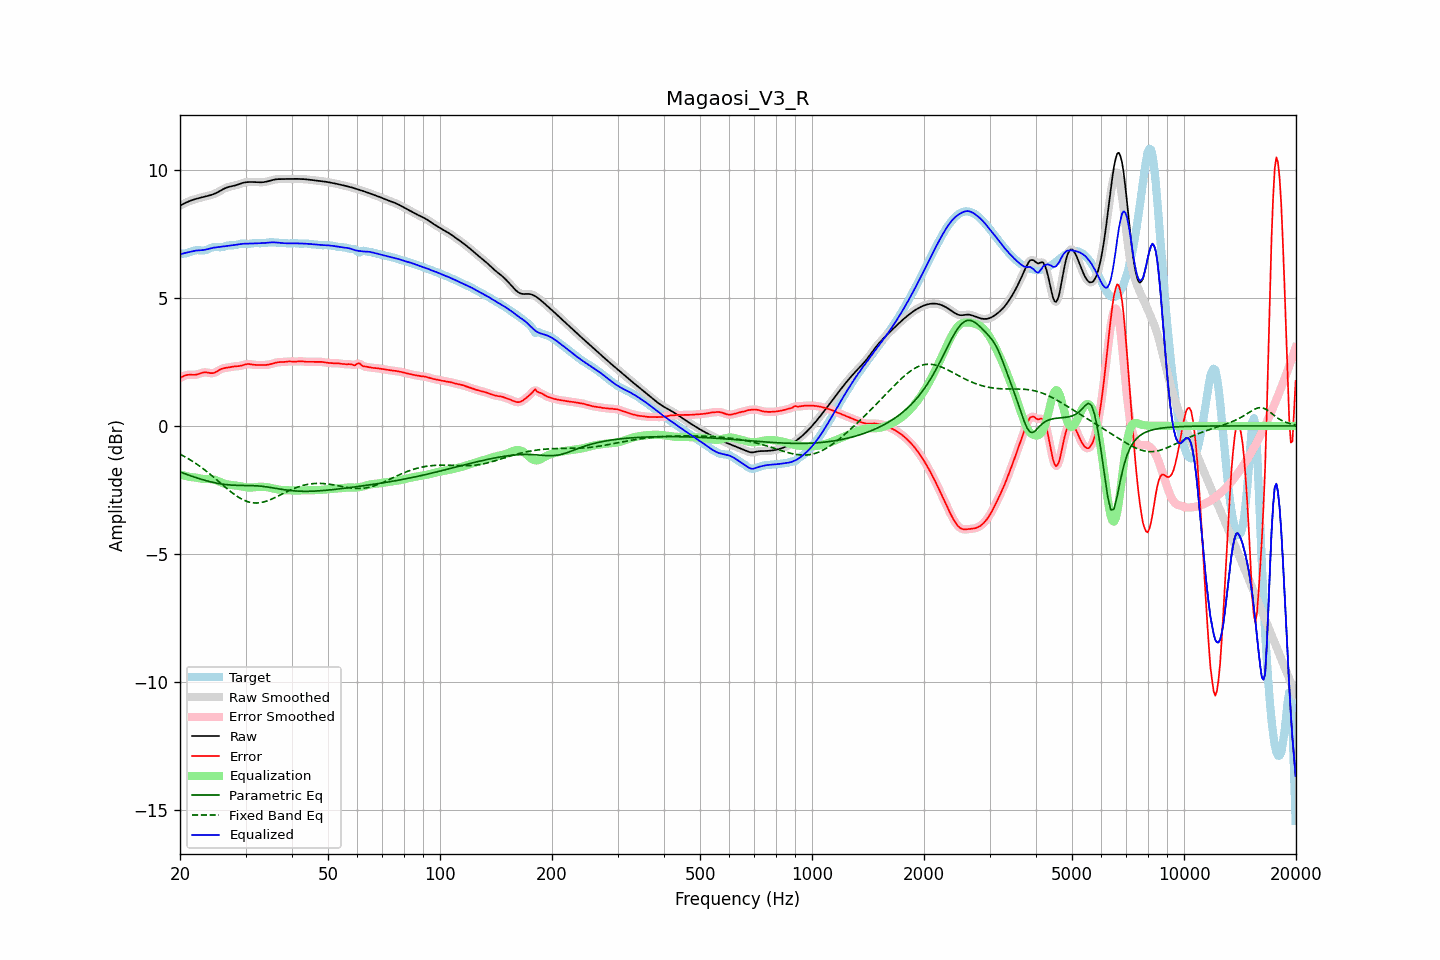 Magaosi_V3_R
Amplitude (dBr)
10
5
0
−5
−10
−15
Target
Raw Smoothed
Error Smoothed
Raw
Error
Equalization
Parametric Eq
Fixed Band Eq
Equalized
20 50 100 200 500 1000 2000 5000 10000 20000
Frequency (Hz)